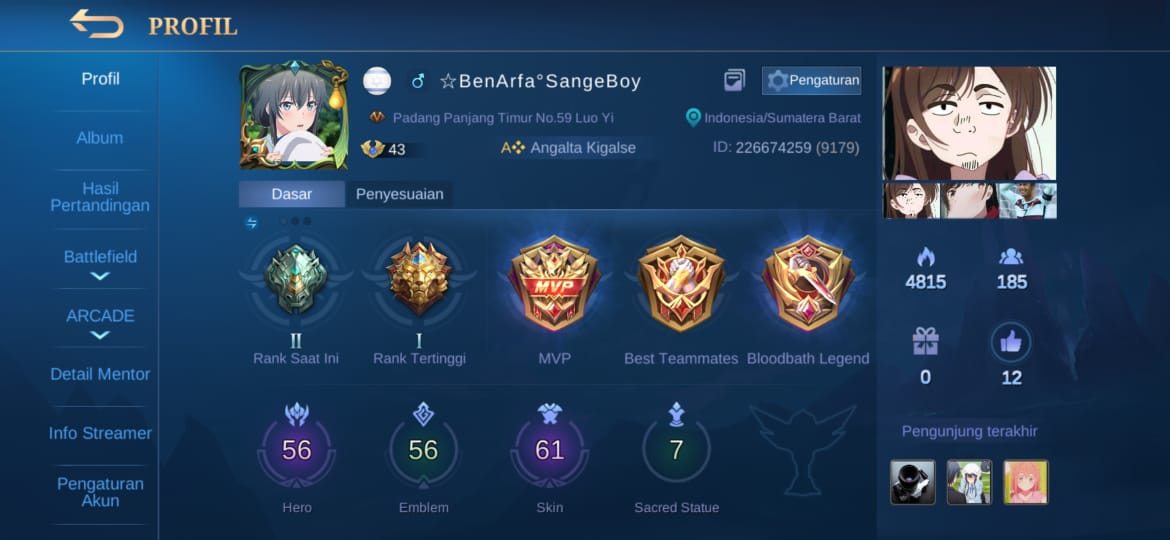 PROFIL
Profil
Album
Hasil
Pertandingan
Battlefield
ARCADE
Detail Mentor
Info Streamer
Pengaturan
Akun
☆BenArfa°SangeBoy
Pengaturan
Padang Panjang Timur No.59 Luo Yi
Indonesia/Sumatera Barat
43
A Angalta Kigalse
ID: 226674259 (9179)
Dasar
Penyesuaian
II
Rank Saat Ini
I
Rank Tertinggi
MVP
MVP
Best Teammates
Bloodbath Legend
56
Hero
56
Emblem
61
Skin
7
Sacred Statue
4815
185
0
12
Pengunjung terakhir